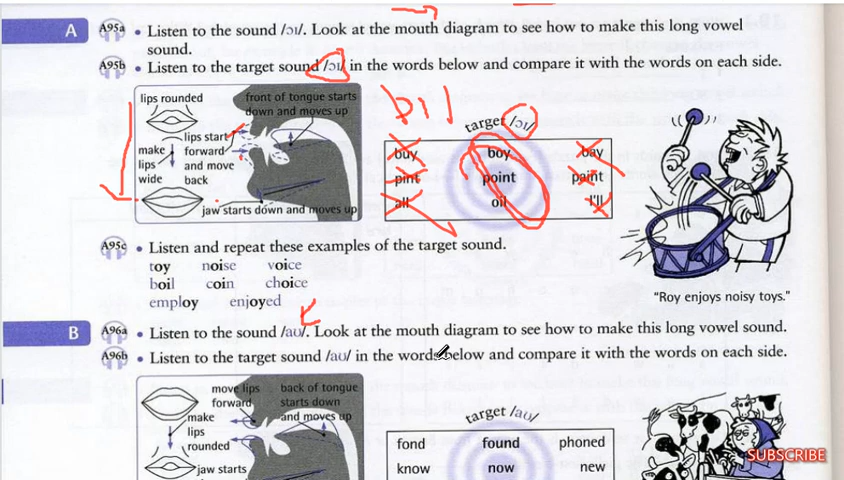 A
A95a • Listen to the sound /ɔɪ/. Look at the mouth diagram to see how to make this long vowel
sound.
A95b • Listen to the target sound /ɔɪ/ in the words below and compare it with the words on each side.
lips rounded
front of tongue starts
down and moves up
lips start
forward
and move
back
make
lips
wide
jaw starts down and moves up
bil
target /ɔɪ/
buy boy bay
pint point paint
all oil I'll
"Roy enjoys noisy toys."
A95c • Listen and repeat these examples of the target sound.
toy noise voice
boil coin choice
employ enjoyed
B
A96a • Listen to the sound /aʊ/. Look at the mouth diagram to see how to make this long vowel sound.
A96b • Listen to the target sound /aʊ/ in the words below and compare it with the words on each side.
move lips
forward
back of tongue
starts down
and moves up
make
lips
rounded
jaw starts
target /aʊ/
fond found phoned
know now new
SUBSCRIBE